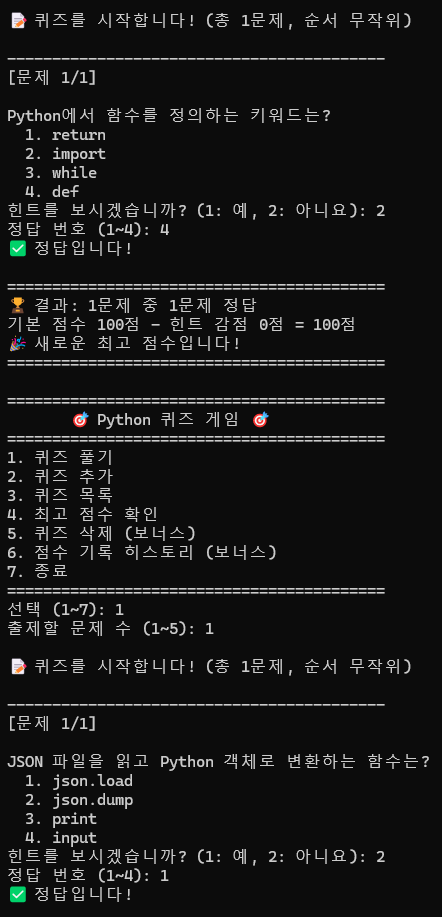 📝 퀴즈를 시작합니다! (총 1문제, 순서 무작위)
----------------------------------------
[문제 1/1]
Python에서 함수를 정의하는 키워드는?
1. return
2. import
3. while
4. def
힌트를 보시겠습니까? (1: 예, 2: 아니요): 2
정답 번호 (1~4): 4
✅ 정답입니다!
========================================
🏆 결과: 1문제 중 1문제 정답
기본 점수 100점 - 힌트 감점 0점 = 100점
🎉 새로운 최고 점수입니다!
========================================
========================================
🎯 Python 퀴즈 게임 🎯
========================================
1. 퀴즈 풀기
2. 퀴즈 추가
3. 퀴즈 목록
4. 최고 점수 확인
5. 퀴즈 삭제 (보너스)
6. 점수 기록 히스토리 (보너스)
7. 종료
========================================
선택 (1~7): 1
출제할 문제 수 (1~5): 1
📝 퀴즈를 시작합니다! (총 1문제, 순서 무작위)
----------------------------------------
[문제 1/1]
JSON 파일을 읽고 Python 객체로 변환하는 함수는?
1. json.load
2. json.dump
3. print
4. input
힌트를 보시겠습니까? (1: 예, 2: 아니요): 2
정답 번호 (1~4): 1
✅ 정답입니다!